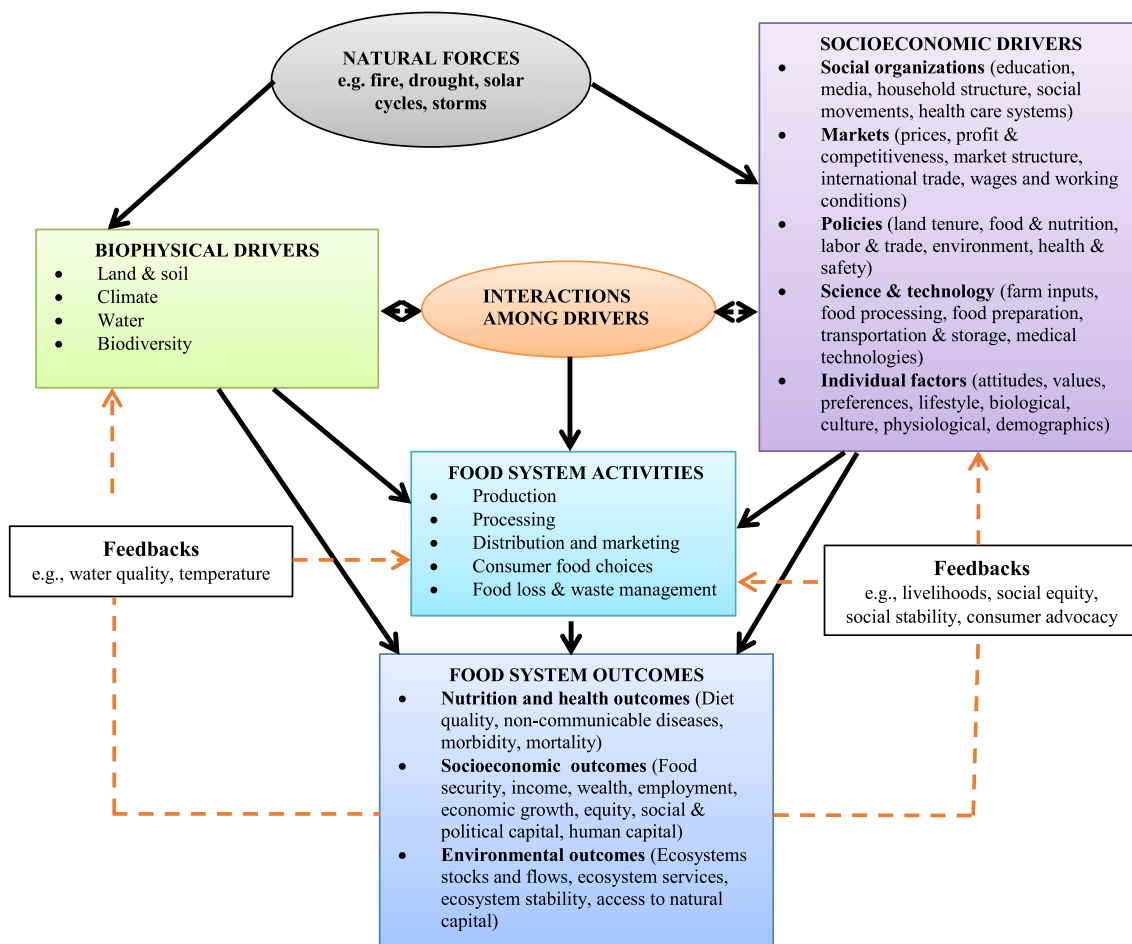 NATURAL FORCES
e.g. fire, drought, solar
cycles, storms
SOCIOECONOMIC DRIVERS
• Social organizations (education,
media, household structure, social
movements, health care systems)
• Markets (prices, profit &
competitiveness, market structure,
international trade, wages and working
conditions)
• Policies (land tenure, food & nutrition,
labor & trade, environment, health &
safety)
• Science & technology (farm inputs,
food processing, food preparation,
transportation & storage, medical
technologies)
• Individual factors (attitudes, values,
preferences, lifestyle, biological,
culture, physiological, demographics)
BIOPHYSICAL DRIVERS
• Land & soil
• Climate
• Water
• Biodiversity
INTERACTIONS
AMONG DRIVERS
FOOD SYSTEM ACTIVITIES
• Production
• Processing
• Distribution and marketing
• Consumer food choices
• Food loss & waste management
Feedbacks
e.g., water quality, temperature
Feedbacks
e.g., livelihoods, social equity,
social stability, consumer advocacy
FOOD SYSTEM OUTCOMES
• Nutrition and health outcomes (Diet
quality, non-communicable diseases,
morbidity, mortality)
• Socioeconomic outcomes (Food
security, income, wealth, employment,
economic growth, equity, social &
political capital, human capital)
• Environmental outcomes (Ecosystems
stocks and flows, ecosystem services,
ecosystem stability, access to natural
capital)